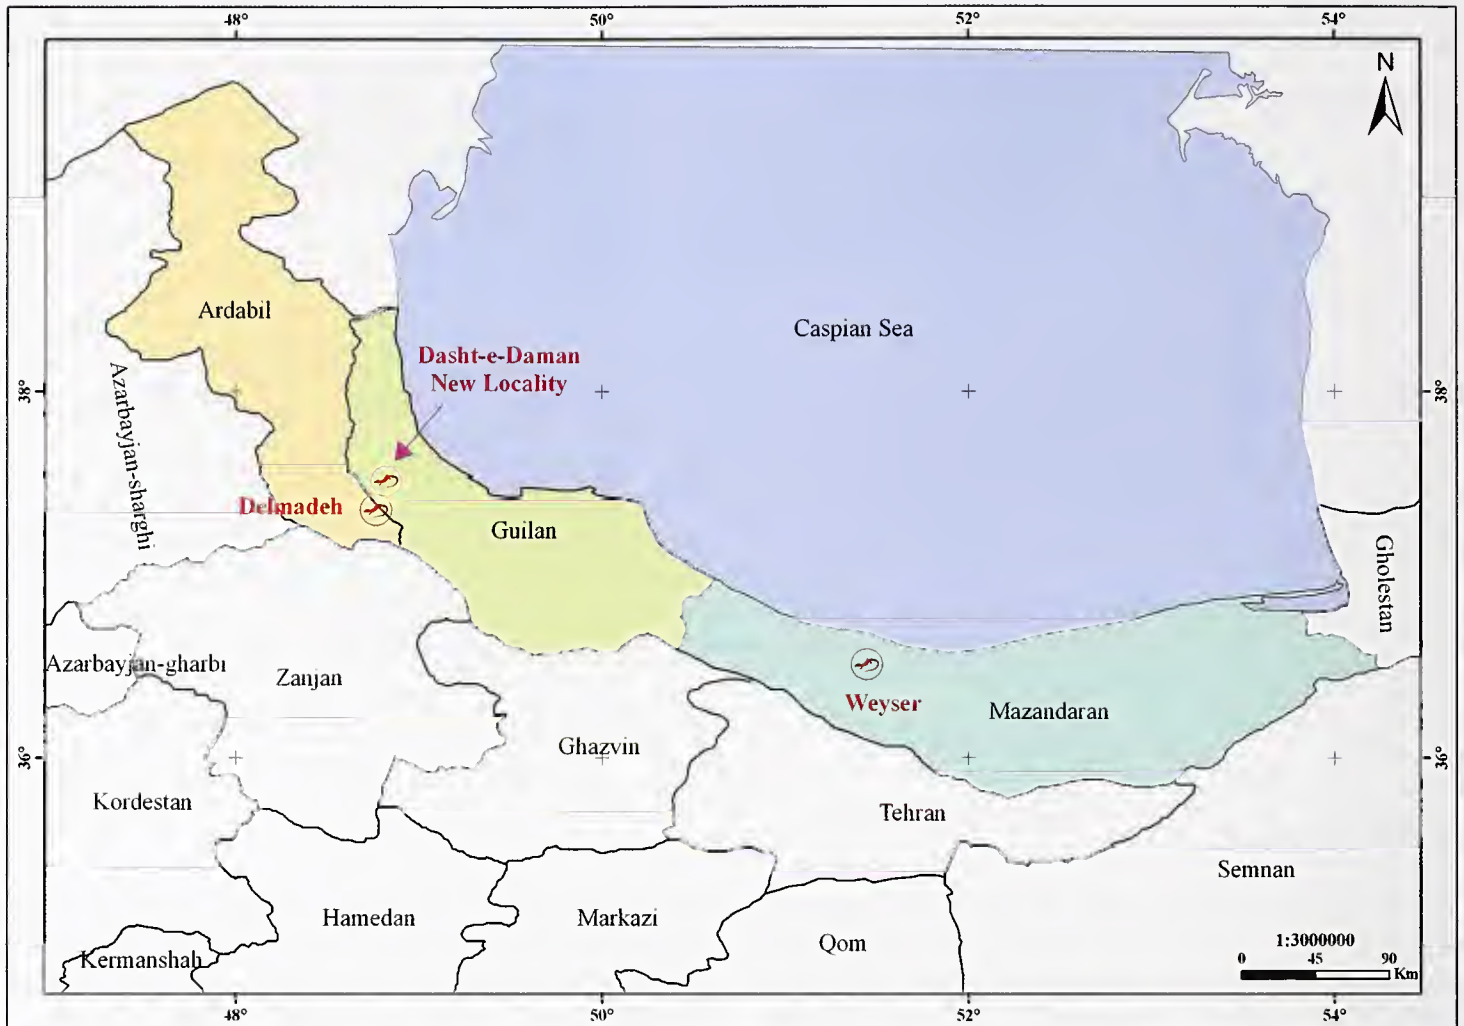 48°
50°
52°
54°
N
Ardabil
Caspian Sea
Dasht-e-Daman
New Locality
38°
38°
Azarbayjan-sharghi
Delmadeh
Guilan
Gholestan
Azarbayjan-gharbi
Zanjan
Weyser
Mazandaran
Ghazvin
36°
36°
Kordestan
Tehran
Semnan
Hamedan
Markazi
Qom
Kermanshah
1:3000000
0 45 90
Km
48°
50°
52°
54°